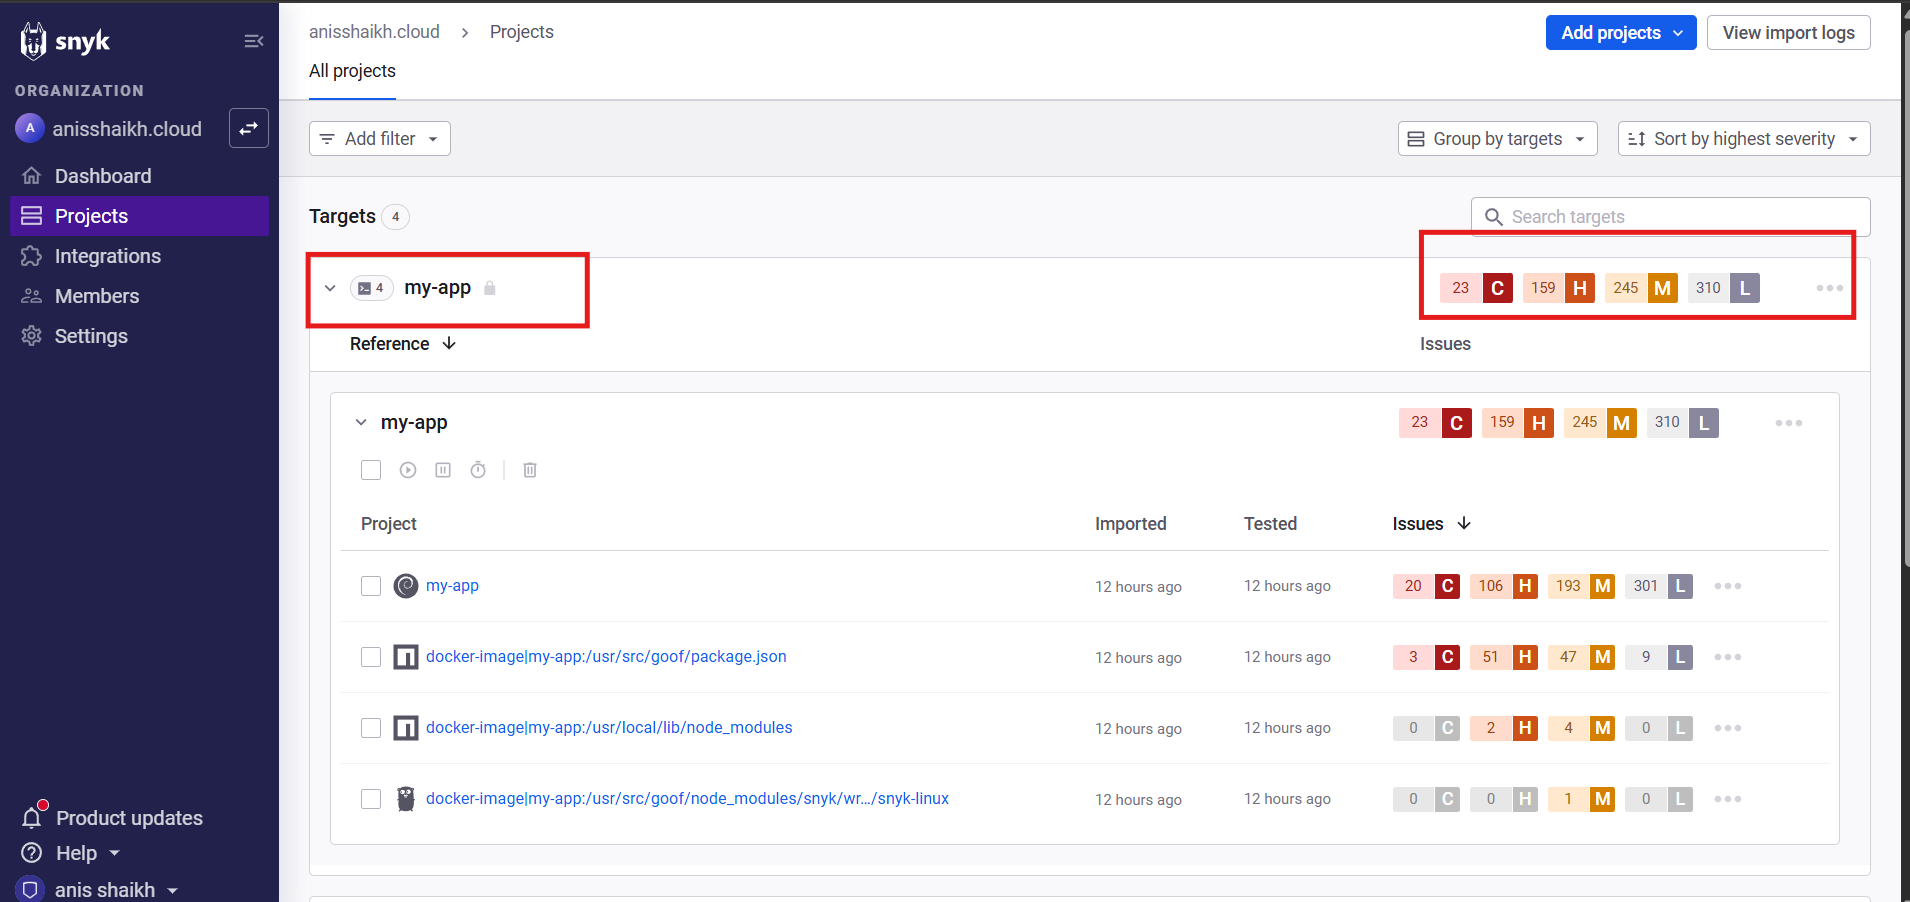 snyk
ORGANIZATION
A anisshaikh.cloud
Dashboard
Projects
Integrations
Members
Settings
Product updates
Help
anis shaikh
anisshaikh.cloud > Projects
Add projects
View import logs
All projects
Add filter
Group by targets
Sort by highest severity
Targets 4
Search targets
4 my-app
23 C 159 H 245 M 310 L
Reference
Issues
my-app
23 C 159 H 245 M 310 L
Project Imported Tested Issues
my-app 12 hours ago 12 hours ago 20 C 106 H 193 M 301 L
docker-image|my-app:/usr/src/goof/package.json 12 hours ago 12 hours ago 3 C 51 H 47 M 9 L
docker-image|my-app:/usr/local/lib/node_modules 12 hours ago 12 hours ago 0 C 2 H 4 M 0 L
docker-image|my-app:/usr/src/goof/node_modules/snyk/wr.../snyk-linux 12 hours ago 12 hours ago 0 C 0 H 1 M 0 L